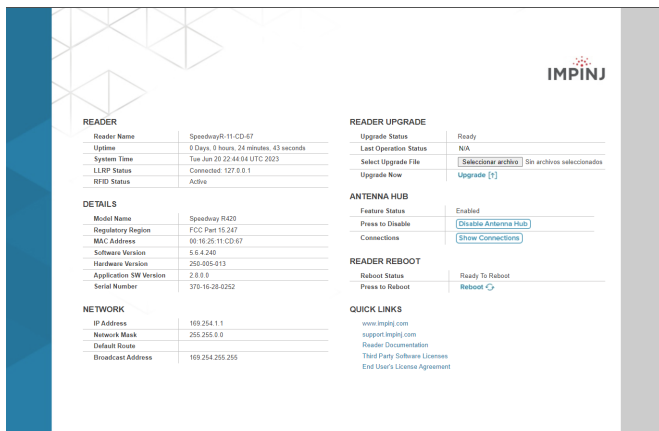 IMPINJ
READER
Reader Name SpeedwayR-11-CD-67
Uptime 0 Days, 0 hours, 24 minutes, 43 seconds
System Time Tue Jun 20 22:44:04 UTC 2023
LLRP Status Connected: 127.0.0.1
RFID Status Active
DETAILS
Model Name Speedway R420
Regulatory Region FCC Part 15.247
MAC Address 00:16:25:11:CD:67
Software Version 5.6.4.240
Hardware Version 250-005-013
Application SW Version 2.8.0.0
Serial Number 370-16-28-0252
NETWORK
IP Address 169.254.1.1
Network Mask 255.255.0.0
Default Route
Broadcast Address 169.254.255.255
READER UPGRADE
Upgrade Status Ready
Last Operation Status N/A
Select Upgrade File Seleccionar archivo Sin archivos seleccionados
Upgrade Now Upgrade [↑]
ANTENNA HUB
Feature Status Enabled
Press to Disable Disable Antenna Hub
Connections Show Connections
READER REBOOT
Reboot Status Ready To Reboot
Press to Reboot Reboot
QUICK LINKS
www.impinj.com
support.impinj.com
Reader Documentation
Third Party Software Licenses
End User's License Agreement